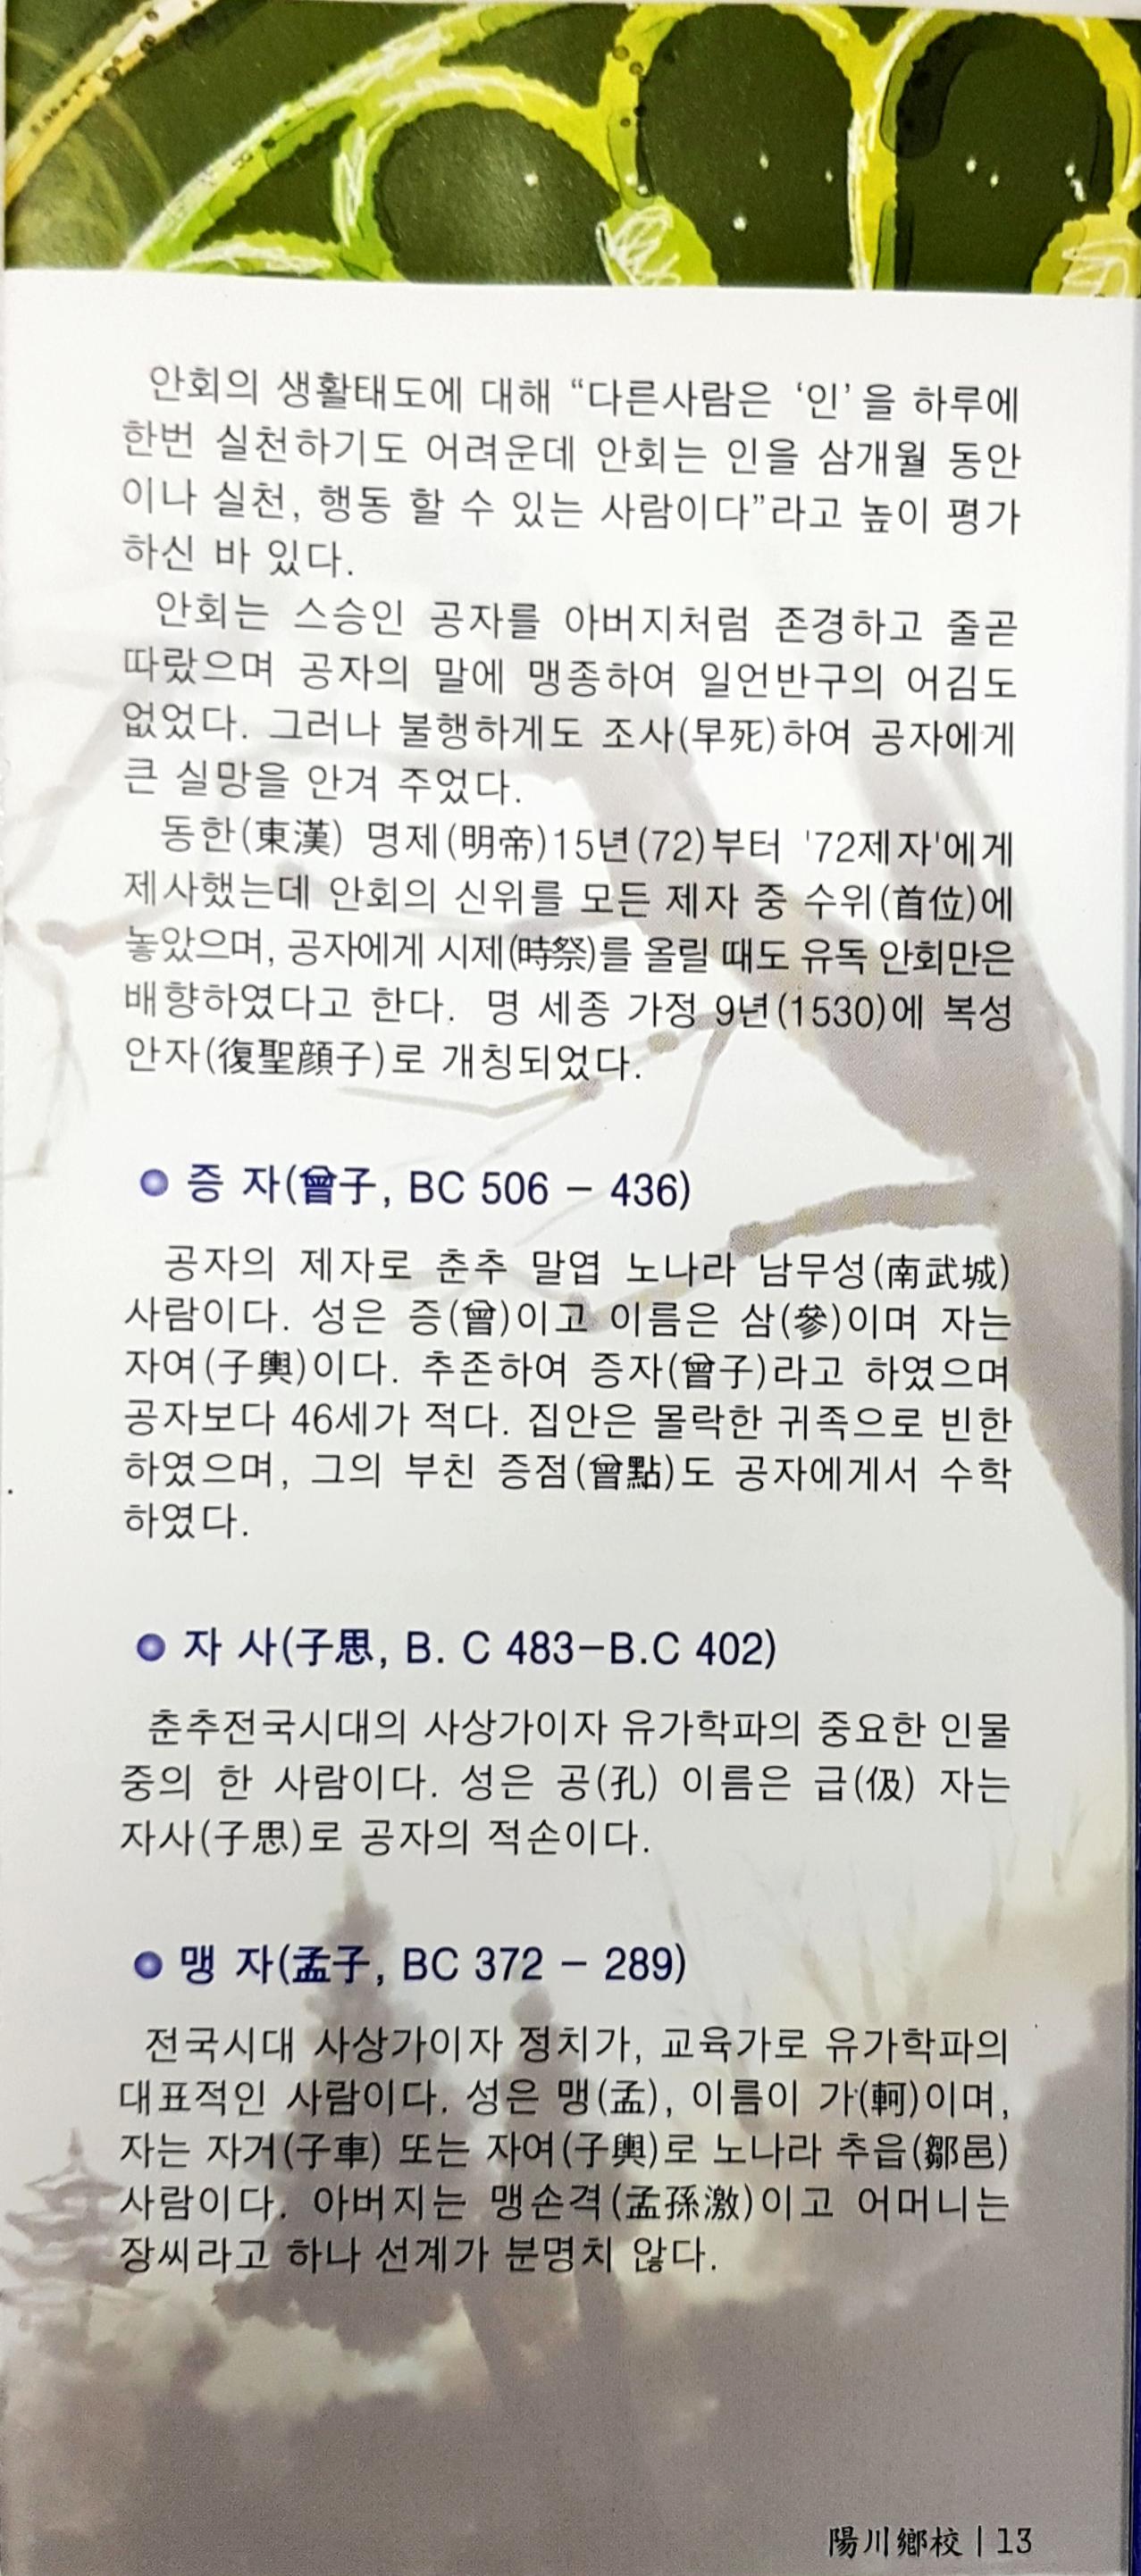 안회의 생활태도에 대해 “다른사람은 ‘인’을 하루에
한번 실천하기도 어려운데 안회는 인을 삼개월 동안
이나 실천, 행동 할 수 있는 사람이다”라고 높이 평가
하신 바 있다.
안회는 스승인 공자를 아버지처럼 존경하고 줄곧
따랐으며 공자의 말에 맹종하여 일언반구의 어김도
없었다. 그러나 불행하게도 조사(早死)하여 공자에게
큰 실망을 안겨 주었다.
동한(東漢) 명제(明帝)15년(72)부터 '72제자'에게
제사했는데 안회의 신위를 모든 제자 중 수위(首位)에
놓았으며, 공자에게 시제(時祭)를 올릴 때도 유독 안회만은
배향하였다고 한다. 명 세종 가정 9년(1530)에 복성
안자(復聖顔子)로 개칭되었다.
증 자(曾子, BC 506 - 436)
공자의 제자로 춘추 말엽 노나라 남무성(南武城)
사람이다. 성은 증(曾)이고 이름은 삼(參)이며 자는
자여(子輿)이다. 추존하여 증자(曾子)라고 하였으며
공자보다 46세가 적다. 집안은 몰락한 귀족으로 빈한
하였으며, 그의 부친 증점(曾點)도 공자에게서 수학
하였다.
자 사(子思, B. C 483-B.C 402)
춘추전국시대의 사상가이자 유가학파의 중요한 인물
중의 한 사람이다. 성은 공(孔) 이름은 급(伋) 자는
자사(子思)로 공자의 적손이다.
맹 자(孟子, BC 372 - 289)
전국시대 사상가이자 정치가, 교육가로 유가학파의
대표적인 사람이다. 성은 맹(孟), 이름이 가(軻)이며,
자는 자거(子車) 또는 자여(子輿)로 노나라 추읍(鄒邑)
사람이다. 아버지는 맹손격(孟孫激)이고 어머니는
장씨라고 하나 선계가 분명치 않다.
陽川鄕校 | 13